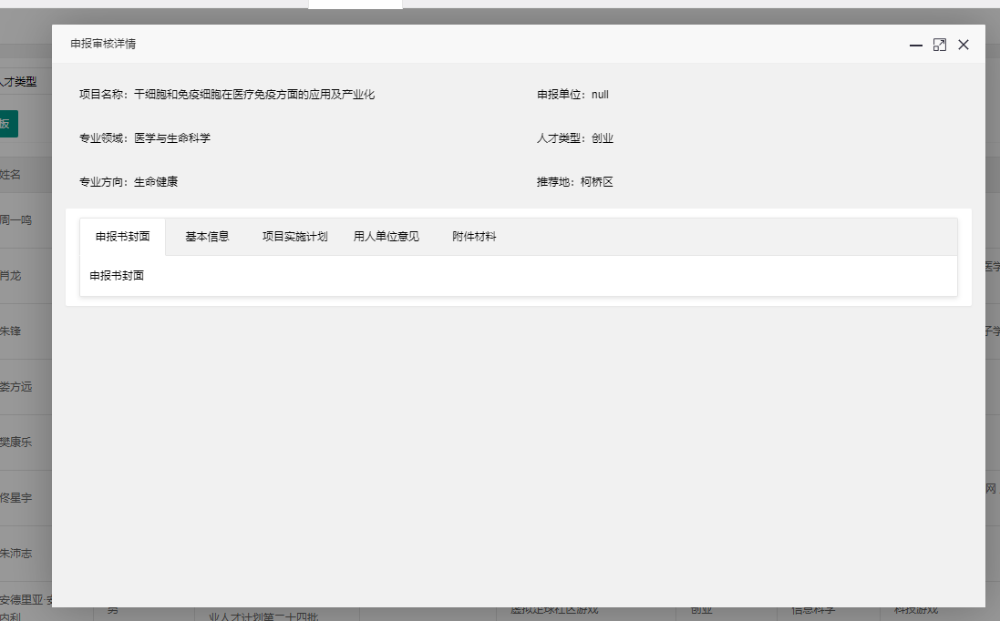 申报审核详情
人才类型
板
项目名称：干细胞和免疫细胞在医疗免疫方面的应用及产业化
申报单位：null
专业领域：医学与生命科学
人才类型：创业
专业方向：生命健康
推荐地：柯桥区
姓名
周一鸣
申报书封面
基本信息
项目实施计划
用人单位意见
附件材料
申报书封面
肖龙
医学
朱锋
子学
娄方远
樊康乐
佟星宇
网
朱沛志
安德里亚·安
内利
男
业人才计划第二十四批
虚拟足球社区游戏
创业
信息科学
科技游戏